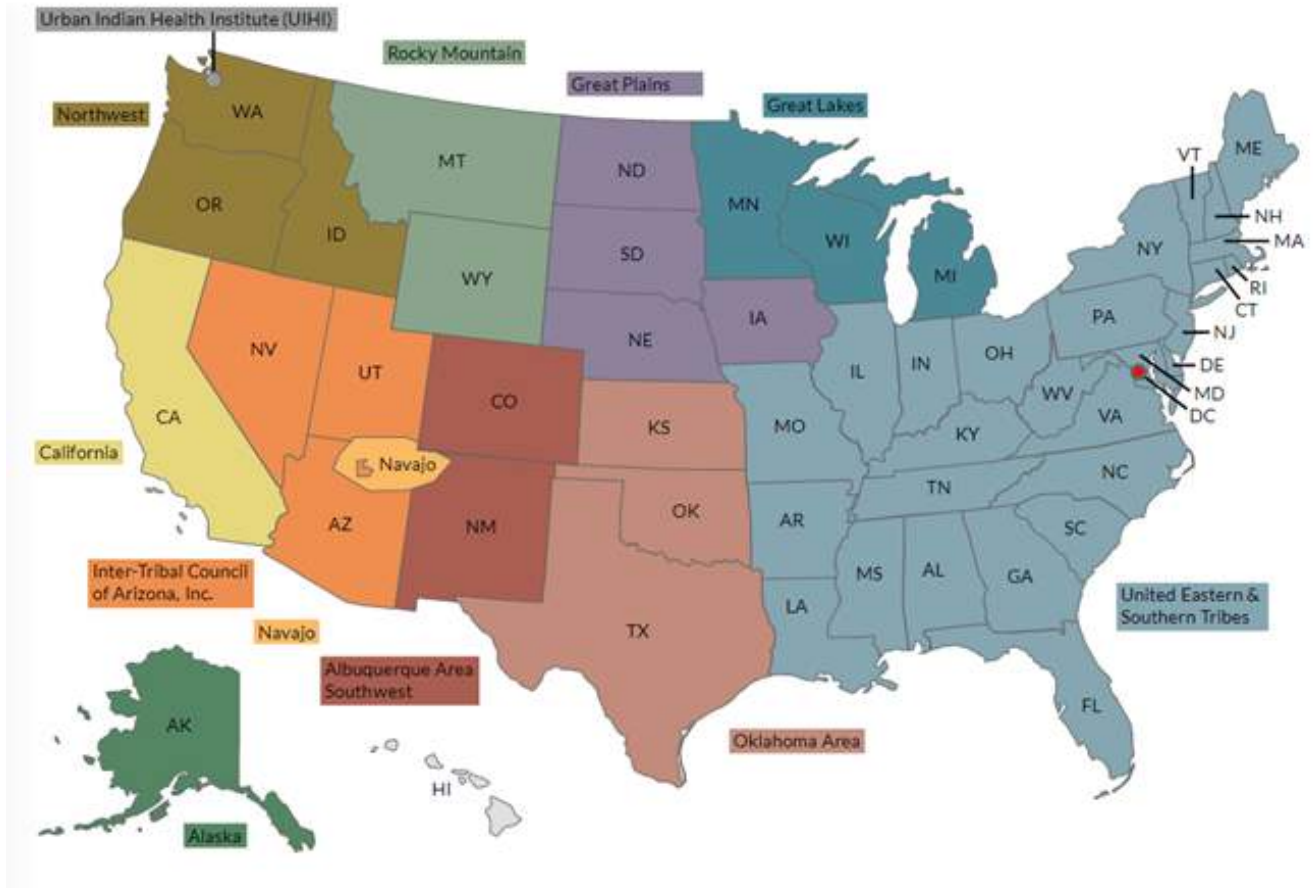 Urban Indian Health Institute (UIHI)
Rocky Mountain
Great Plains
Great Lakes
Northwest
WA
MT
ND
MN
VT
ME
OR
ID
WI
NH
NY
MA
SD
MI
WY
RI
CT
IA
PA
NE
NJ
NV
UT
IL
IN
OH
DE
MD
WV
CO
VA
DC
CA
KS
MO
KY
California
Navajo
NC
TN
AZ
NM
OK
AR
SC
Inter-Tribal Council
of Arizona, Inc.
MS
AL
GA
LA
United Eastern &
Southern Tribes
Navajo
TX
Albuquerque Area
Southwest
FL
AK
Oklahoma Area
HI
Alaska